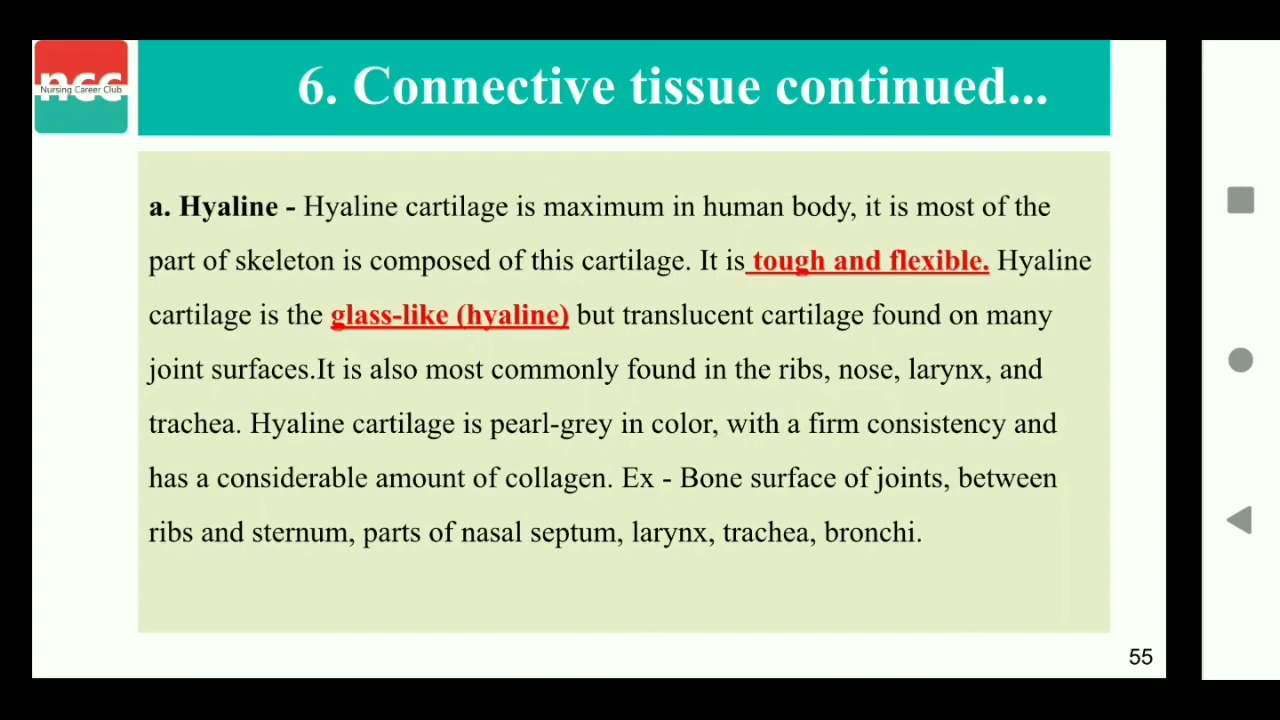 ncc
Nursing Career Club
6. Connective tissue continued...
a. Hyaline - Hyaline cartilage is maximum in human body, it is most of the
part of skeleton is composed of this cartilage. It is tough and flexible. Hyaline
cartilage is the glass-like (hyaline) but translucent cartilage found on many
joint surfaces.It is also most commonly found in the ribs, nose, larynx, and
trachea. Hyaline cartilage is pearl-grey in color, with a firm consistency and
has a considerable amount of collagen. Ex - Bone surface of joints, between
ribs and sternum, parts of nasal septum, larynx, trachea, bronchi.
55